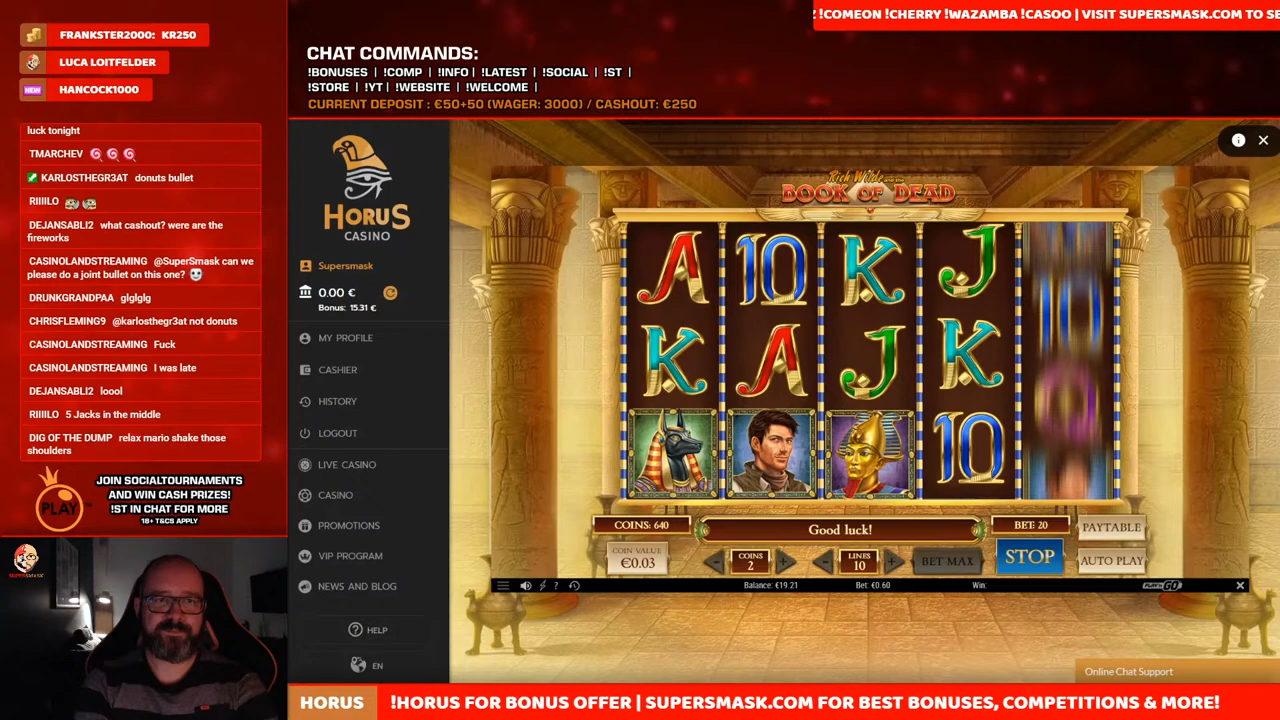 FRANKSTER2000: KR250
LUCA LOITFELDER
NEW HANCOCK1000
luck tonight
TMARCHEV
KARLOSTHEGR3AT donuts bullet
RIIIILO
DEJANSABLI2 what cashout? were are the
fireworks
CASINOLANDSTREAMING @SuperSmask can we
please do a joint bullet on this one?
DRUNKGRANDPAA glglglg
CHRISFLEMING9 @karlosthegr3at not donuts
CASINOLANDSTREAMING Fuck
CASINOLANDSTREAMING I was late
DEJANSABLI2 loool
RIIIILO 5 Jacks in the middle
DIG OF THE DUMP relax mario shake those
shoulders
PLAY
JOIN SOCIALTOURNAMENTS
AND WIN CASH PRIZES!
!ST IN CHAT FOR MORE
18+ T&CS APPLY
SUPERSMASK
!COMEON !CHERRY !WAZAMBA !CASOO | VISIT SUPERSMASK.COM TO SE
CHAT COMMANDS:
!BONUSES | !COMP | !INFO | !LATEST | !SOCIAL | !ST |
!STORE | !YT | !WEBSITE | !WELCOME |
CURRENT DEPOSIT : €50+50 (WAGER: 3000) / CASHOUT: €250
HORUS
CASINO
Supersmask
0.00 €
Bonus: 15.31 €
MY PROFILE
CASHIER
HISTORY
LOGOUT
LIVE CASINO
CASINO
PROMOTIONS
VIP PROGRAM
NEWS AND BLOG
HELP
EN
Rich Wilde and the
BOOK OF DEAD
A 10 K J
K A J K
10
COINS: 640
Good luck!
BET: 20
PAYTABLE
COIN VALUE
€0.03
COINS
2
LINES
10
BET MAX
STOP
AUTO PLAY
Balance: €19.21
Bet: €0.60
Win:
PLAY'N GO
Online Chat Support
HORUS
!HORUS FOR BONUS OFFER | SUPERSMASK.COM FOR BEST BONUSES, COMPETITIONS & MORE!